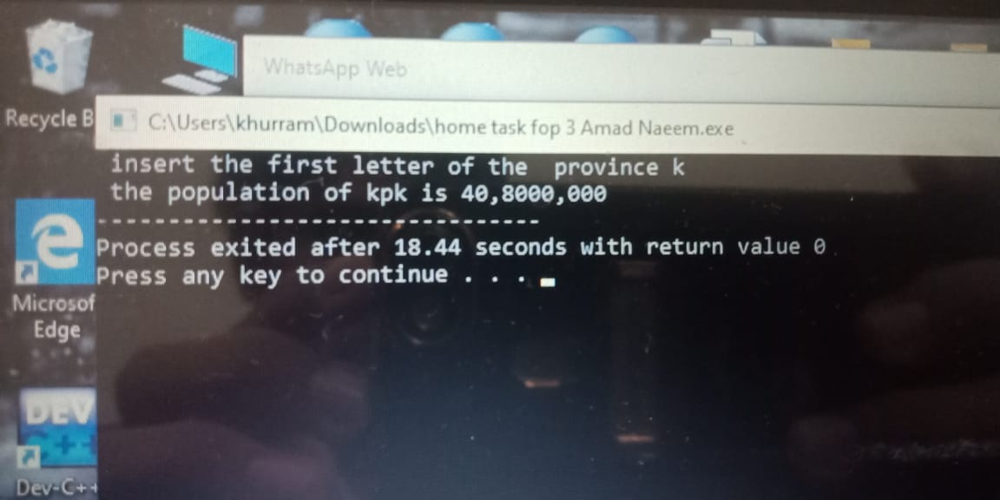 WhatsApp Web
Recycle B
C:\Users\khurram\Downloads\home task fop 3 Amad Naeem.exe
insert the first letter of the  province k
the population of kpk is 40,8000,000
--------------------------------
Process exited after 18.44 seconds with return value 0
Press any key to continue . . .
Microsof
Edge
DEV
C++
Dev-C++